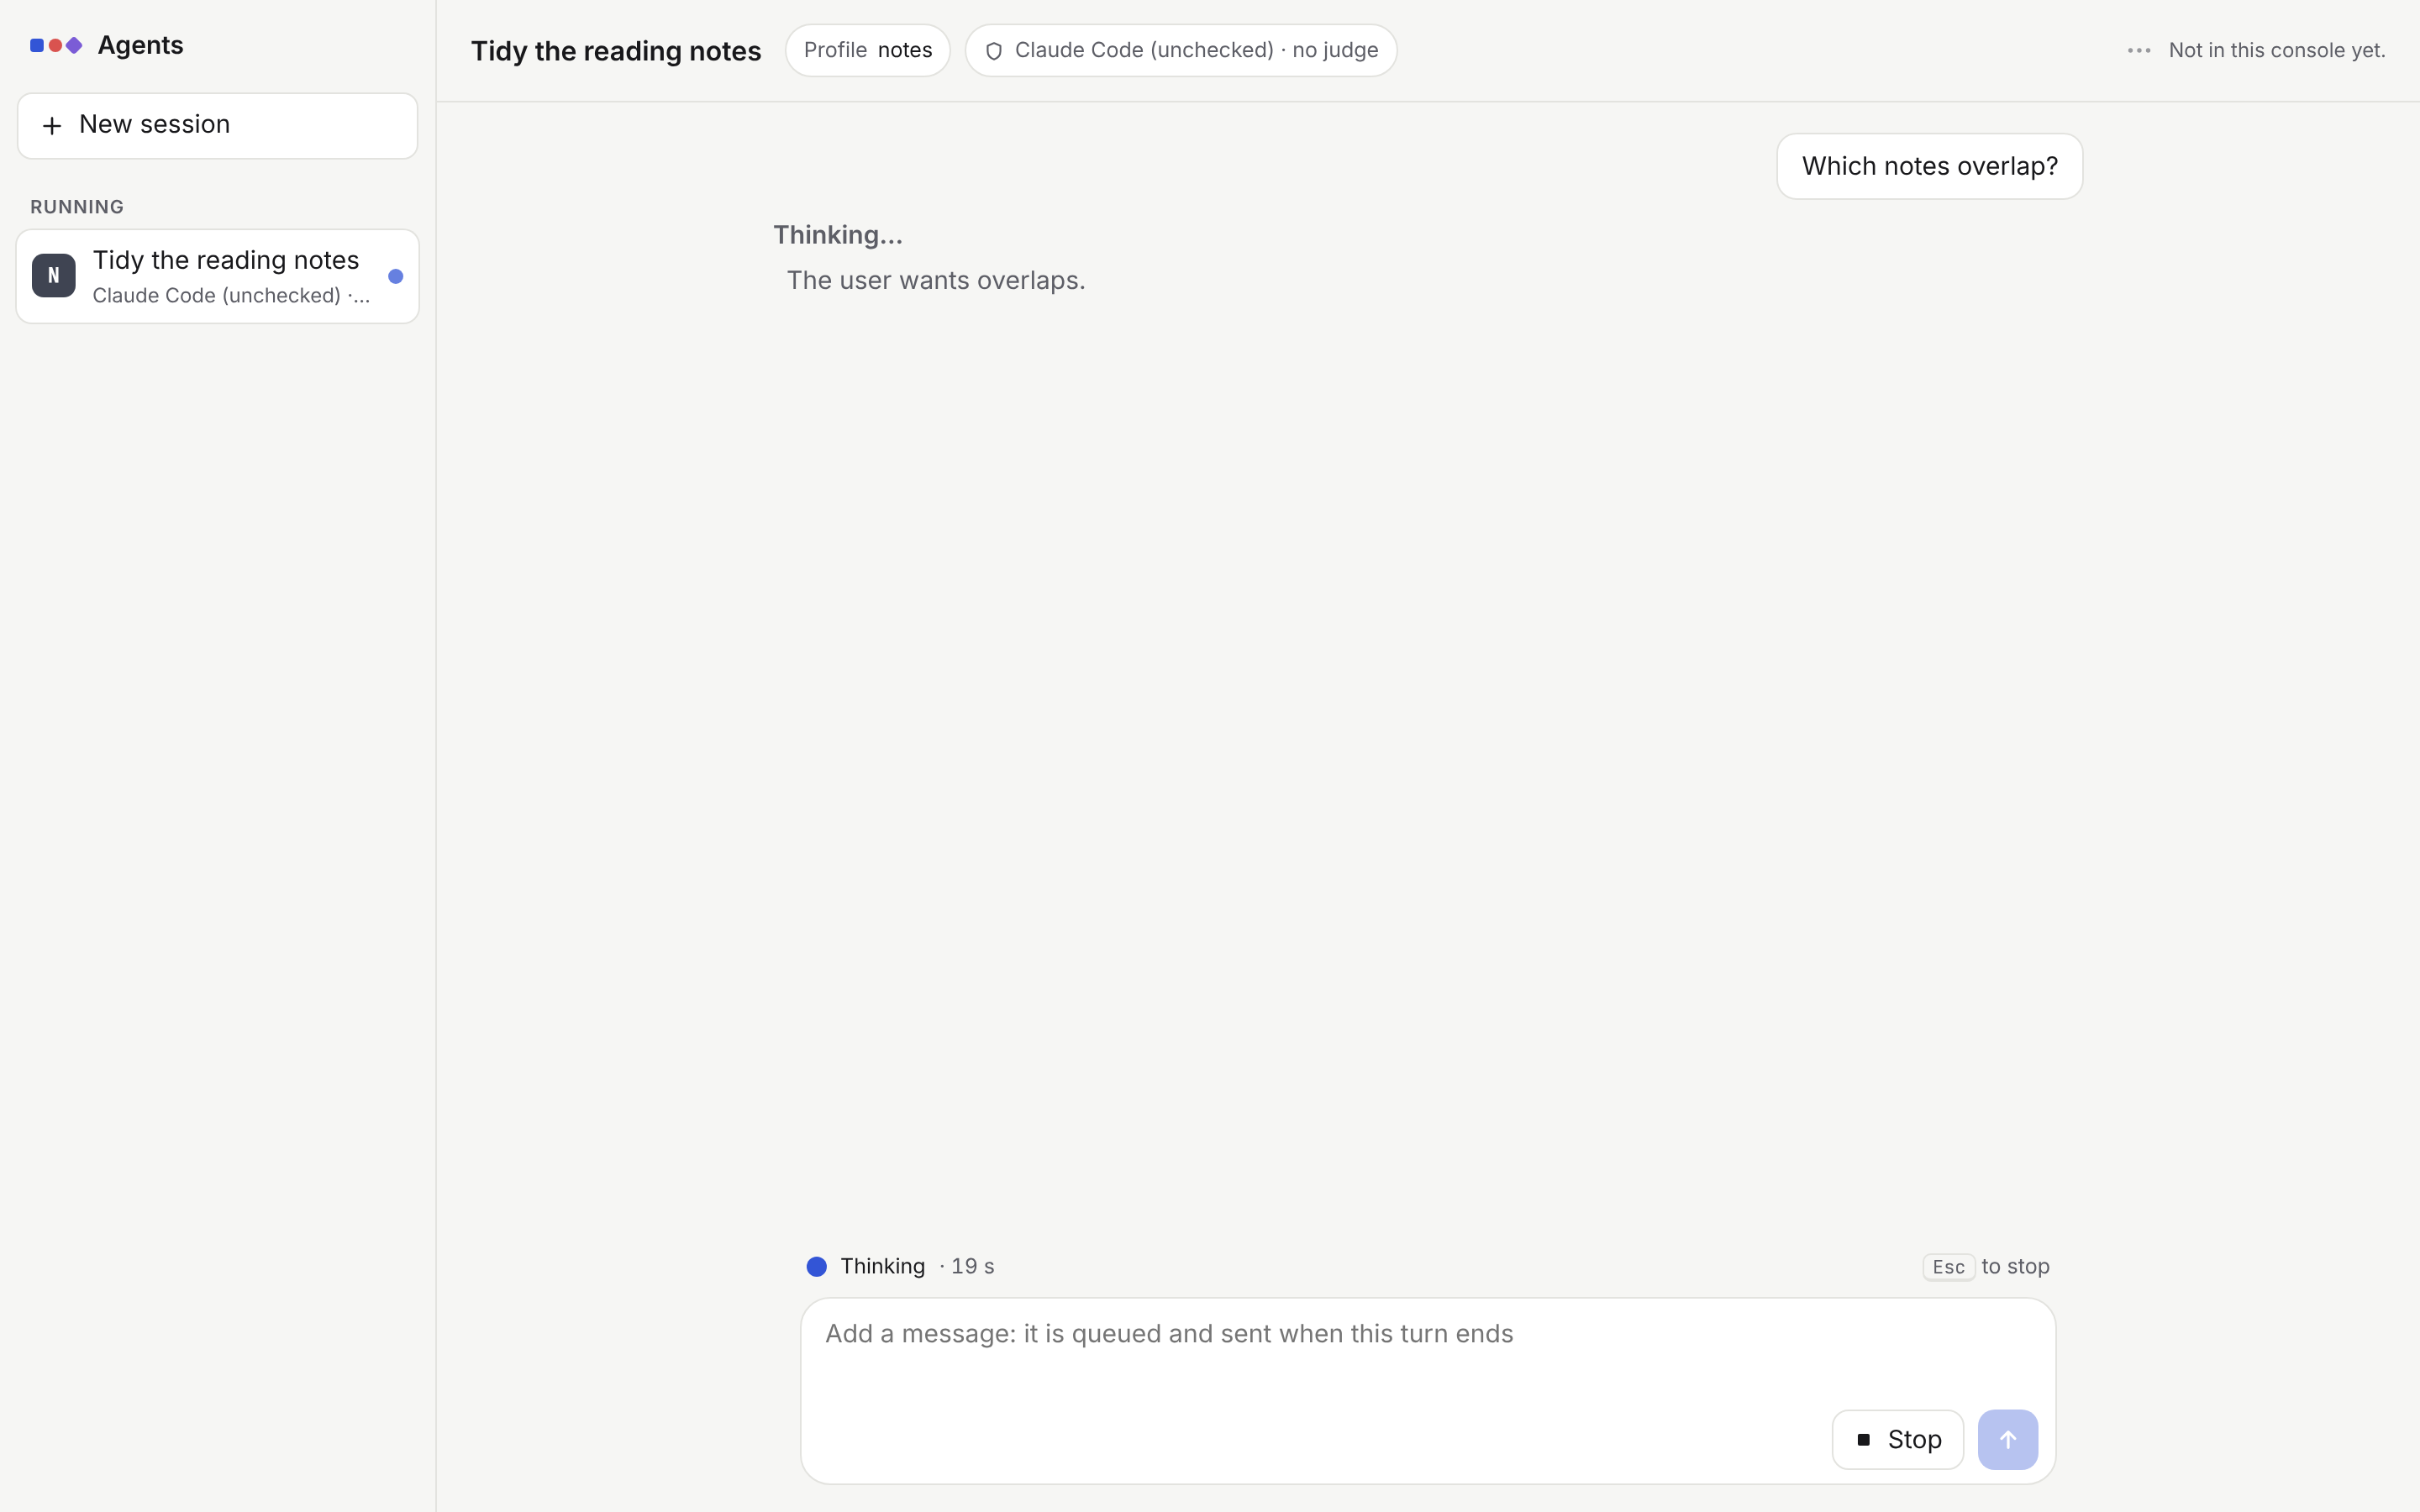 Agents
New session
RUNNING
N
Tidy the reading notes
Claude Code (unchecked) ·...
Tidy the reading notes
Profile notes
Claude Code (unchecked) · no judge
Not in this console yet.
Which notes overlap?
Thinking...
The user wants overlaps.
Thinking · 19 s
Esc to stop
Add a message: it is queued and sent when this turn ends
Stop